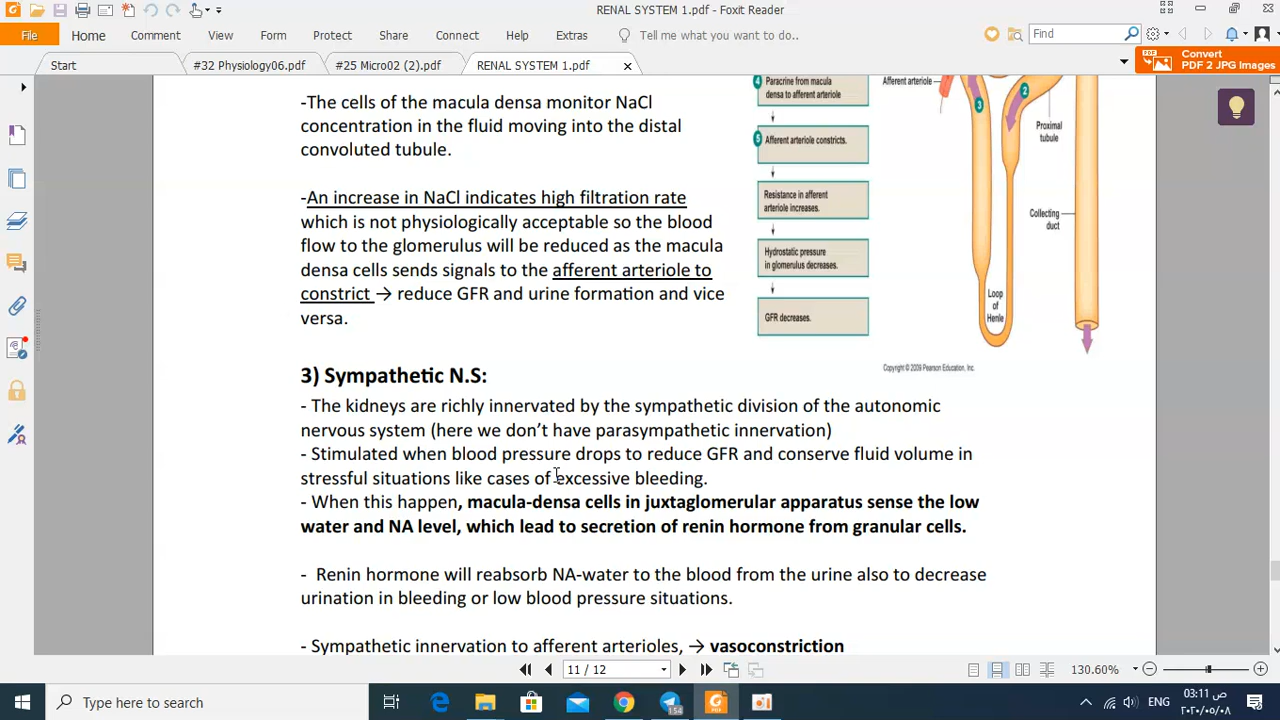 RENAL SYSTEM 1.pdf - Foxit Reader
File Home Comment View Form Protect Share Connect Help Extras Tell me what you want to do.. Find
Start #32 Physiology06.pdf #25 Micro02 (2).pdf RENAL SYSTEM 1.pdf
Convert
PDF 2 JPG Images
-The cells of the macula densa monitor NaCl
concentration in the fluid moving into the distal
convoluted tubule.
-An increase in NaCl indicates high filtration rate
which is not physiologically acceptable so the blood
flow to the glomerulus will be reduced as the macula
densa cells sends signals to the afferent arteriole to
constrict → reduce GFR and urine formation and vice
versa.
4 Paracrine from macula
densa to afferent arteriole
5 Afferent arteriole constricts.
Resistance in afferent
arteriole increases.
Hydrostatic pressure
in glomerulus decreases.
GFR decreases.
Afferent arteriole
3
2
Proximal
tubule
Collecting
duct
Loop
of
Henle
Copyright © 2009 Pearson Education, Inc.
3) Sympathetic N.S:
- The kidneys are richly innervated by the sympathetic division of the autonomic
nervous system (here we don’t have parasympathetic innervation)
- Stimulated when blood pressure drops to reduce GFR and conserve fluid volume in
stressful situations like cases of excessive bleeding.
- When this happen, macula-densa cells in juxtaglomerular apparatus sense the low
water and NA level, which lead to secretion of renin hormone from granular cells.
- Renin hormone will reabsorb NA-water to the blood from the urine also to decrease
urination in bleeding or low blood pressure situations.
- Sympathetic innervation to afferent arterioles, → vasoconstriction
11 / 12
130.60%
Type here to search
154
ENG
03:11 ص
٢٠٢٠/٠٥/٠٨